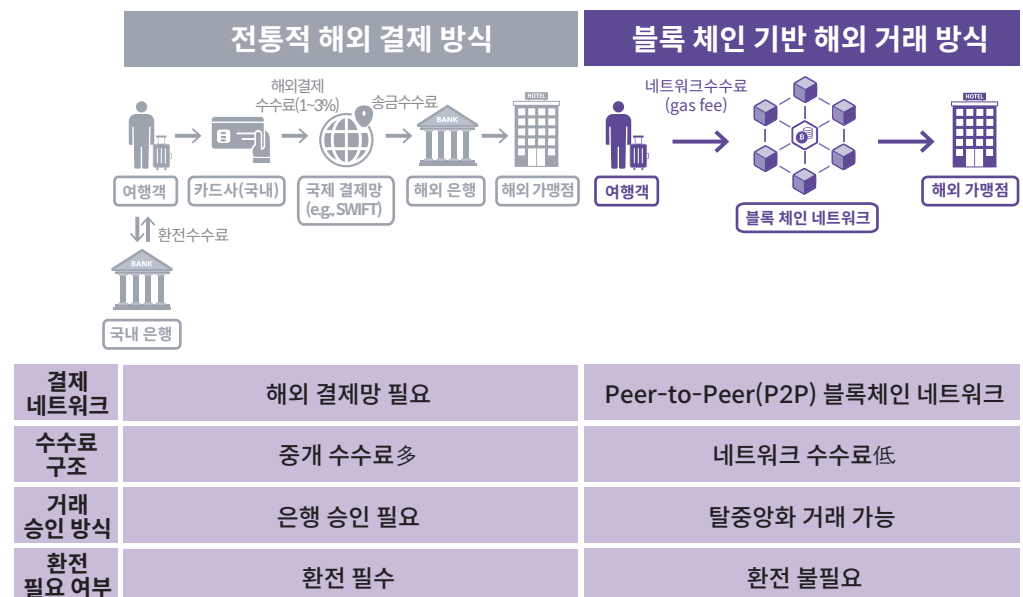 전통적 해외 결제 방식
블록 체인 기반 해외 거래 방식
해외결제
수수료(1~3%)
송금수수료
BANK
HOTEL
여행객
카드사(국내)
국제 결제망
(e.g., SWIFT)
해외 은행
해외 가맹점
환전수수료
BANK
국내 은행
네트워크수수료
(gas fee)
HOTEL
여행객
블록 체인 네트워크
해외 가맹점
결제
네트워크
해외 결제망 필요
Peer-to-Peer(P2P) 블록체인 네트워크
수수료
구조
중개 수수료多
네트워크 수수료低
거래
승인 방식
은행 승인 필요
탈중앙화 거래 가능
환전
필요 여부
환전 필수
환전 불필요